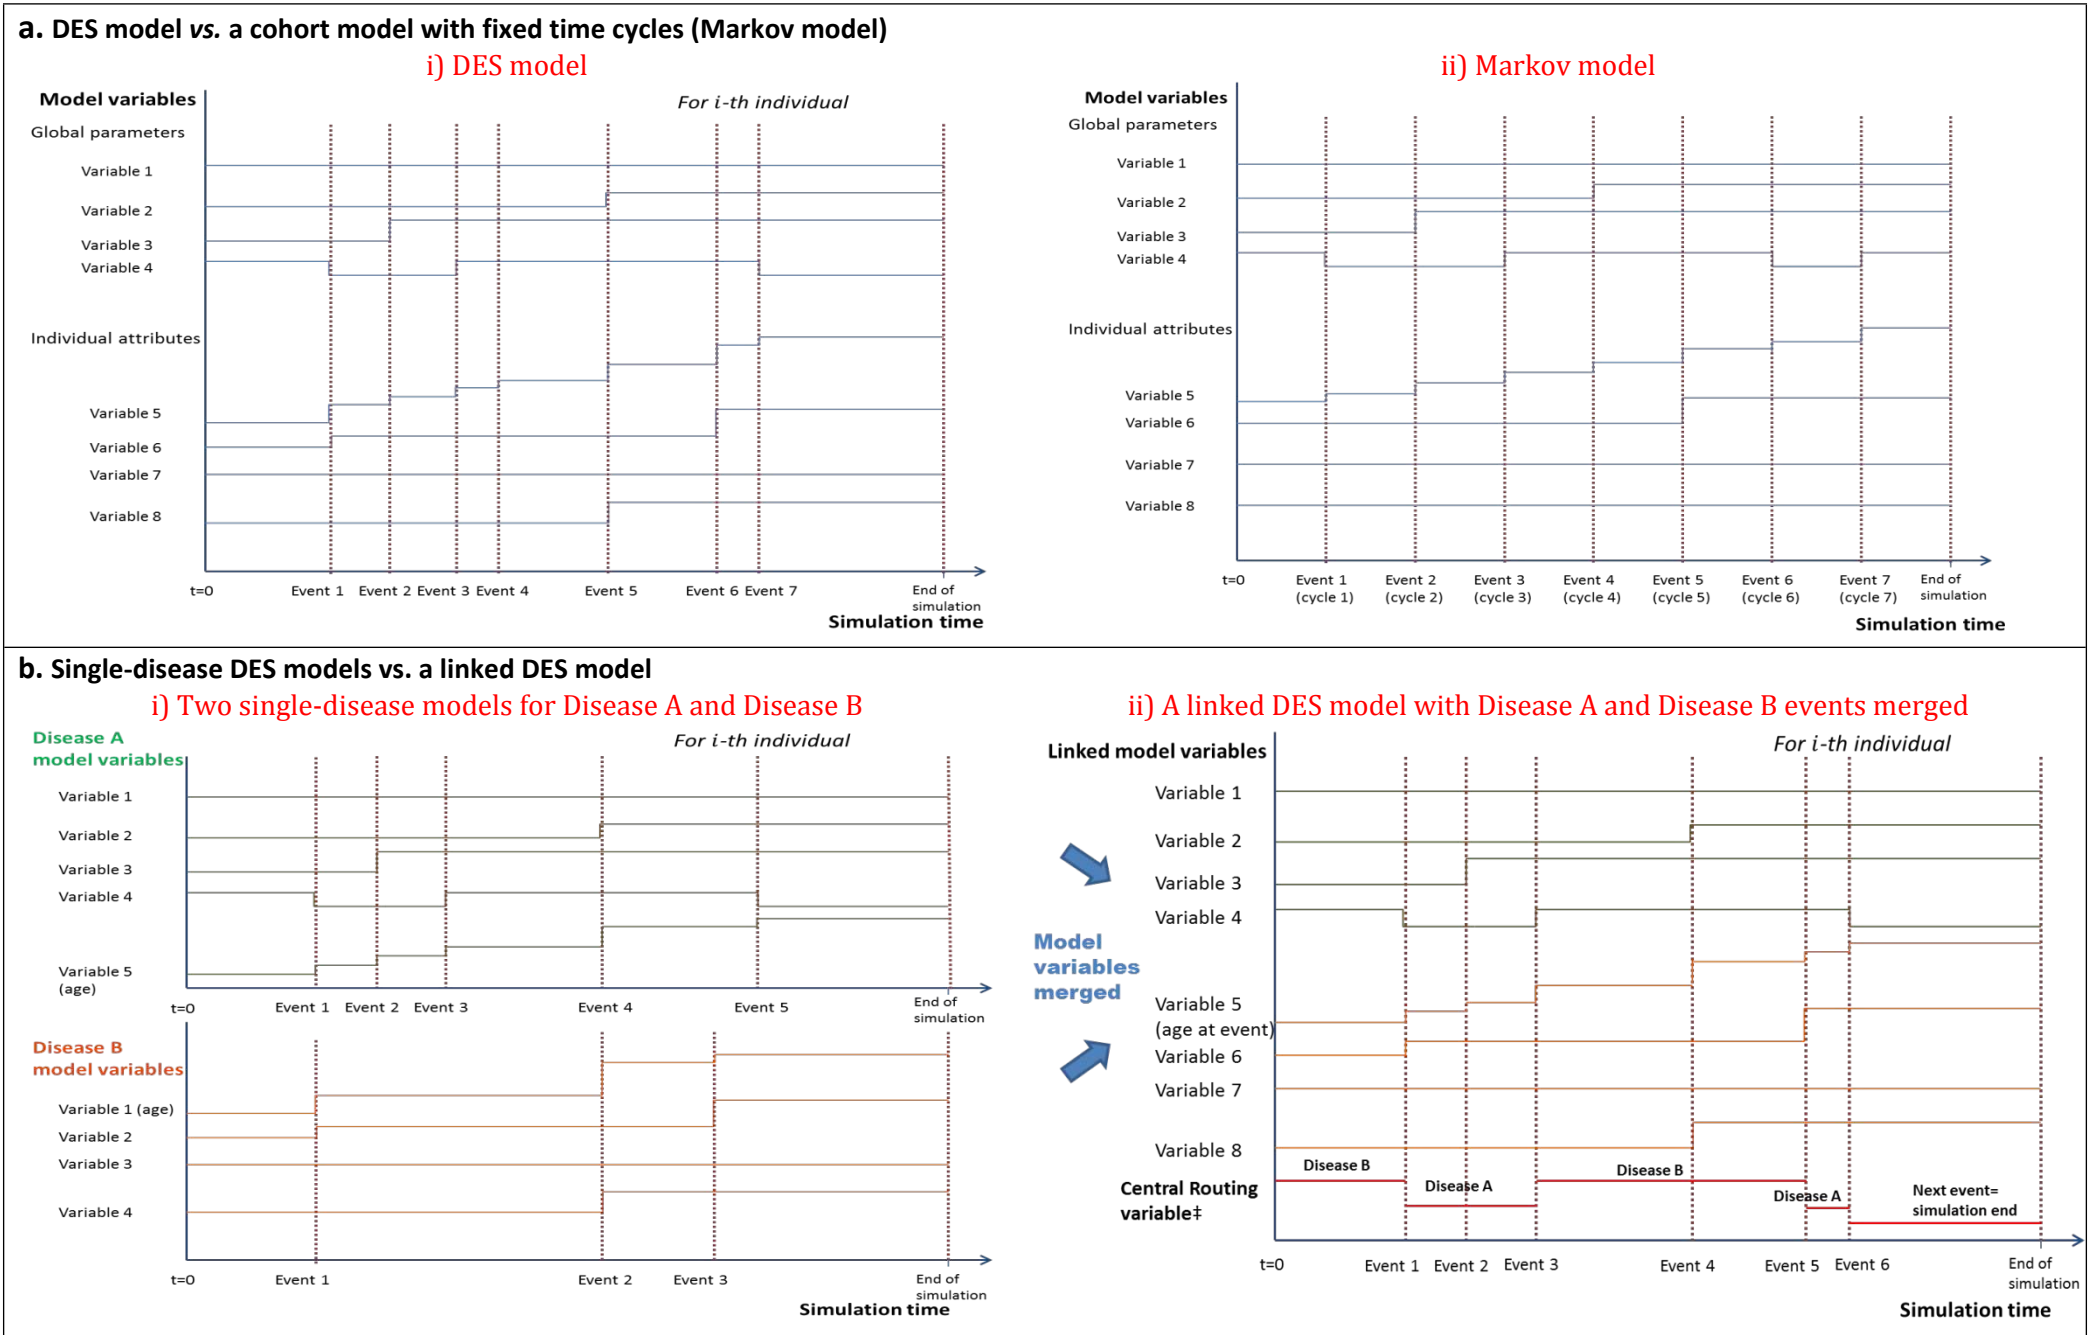 a. DES model vs. a cohort model with fixed time cycles (Markov model)
i) DES model
Model variables
For i-th individual
Global parameters
Variable 1
Variable 2
Variable 3
Variable 4
Individual attributes
Variable 5
Variable 6
Variable 7
Variable 8
t=0
Event 1
Event 2
Event 3
Event 4
Event 5
Event 6
Event 7
End of
simulation
Simulation time
ii) Markov model
Model variables
Global parameters
Variable 1
Variable 2
Variable 3
Variable 4
Individual attributes
Variable 5
Variable 6
Variable 7
Variable 8
t=0
Event 1
(cycle 1)
Event 2
(cycle 2)
Event 3
(cycle 3)
Event 4
(cycle 4)
Event 5
(cycle 5)
Event 6
(cycle 6)
Event 7
(cycle 7)
End of
simulation
Simulation time
b. Single-disease DES models vs. a linked DES model
i) Two single-disease models for Disease A and Disease B
Disease A
model variables
For i-th individual
Variable 1
Variable 2
Variable 3
Variable 4
Variable 5
(age)
t=0
Event 1
Event 2
Event 3
Event 4
Event 5
End of
simulation
Disease B
model variables
Variable 1 (age)
Variable 2
Variable 3
Variable 4
t=0
Event 1
Event 2
Event 3
End of
simulation
Simulation time
ii) A linked DES model with Disease A and Disease B events merged
Linked model variables
For i-th individual
Variable 1
Variable 2
Variable 3
Variable 4
Model
variables
merged
Variable 5
(age at event)
Variable 6
Variable 7
Variable 8
Disease B
Disease A
Disease B
Disease A
Next event=
simulation end
Central Routing
variable‡
t=0
Event 1
Event 2
Event 3
Event 4
Event 5
Event 6
End of
simulation
Simulation time